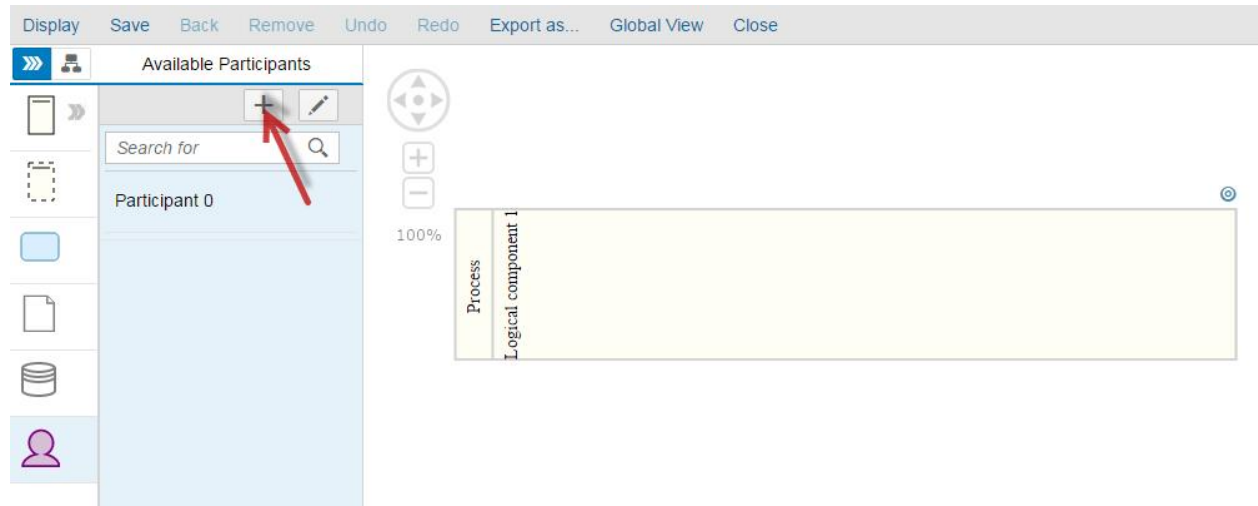 Display Save Back Remove Undo Redo Export as... Global View Close
Available Participants
Search for
Participant 0
100%
Process
Logical component 1